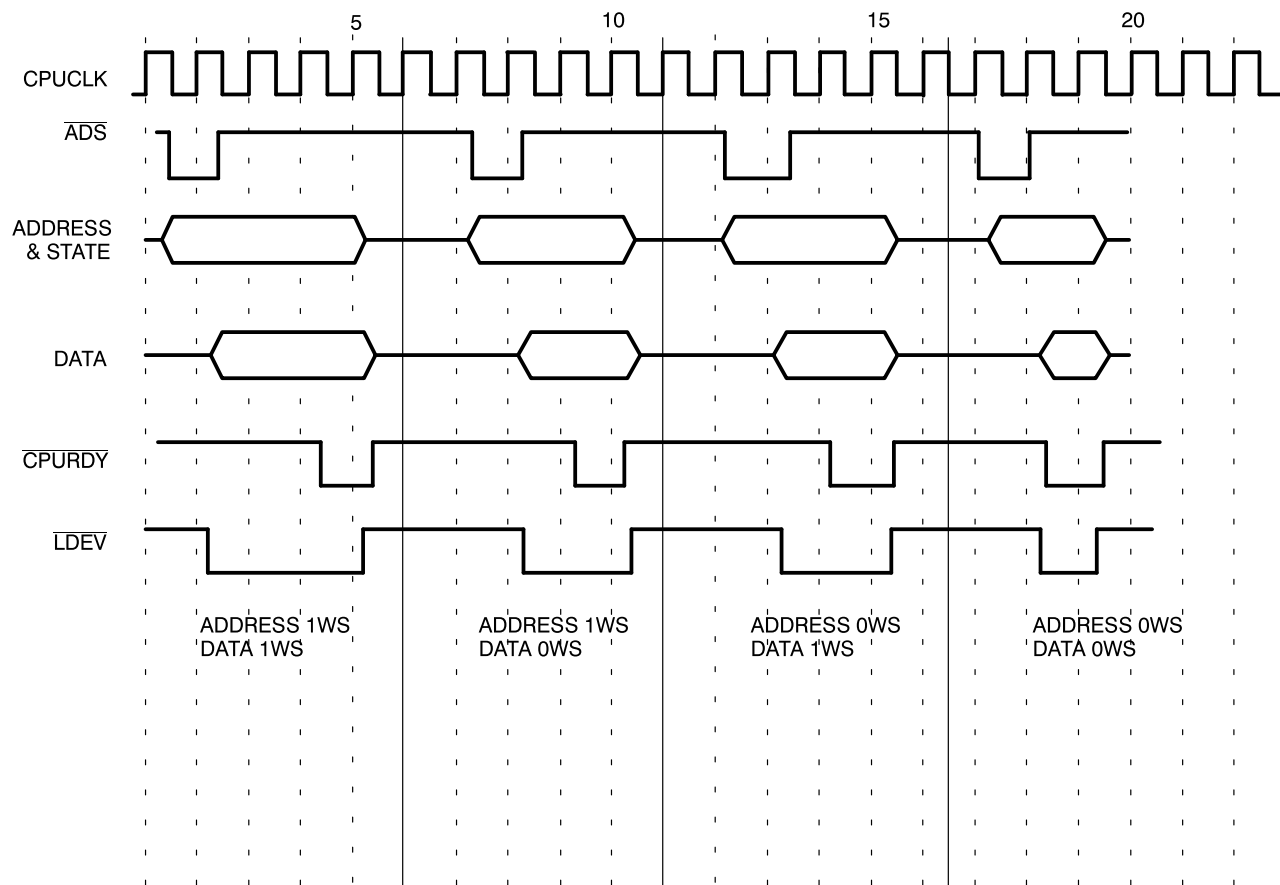 5 10 15 20
CPUCLK
ADS
ADDRESS
& STATE
DATA
CPURDY
LDEV
ADDRESS 1WS
DATA 1WS
ADDRESS 1WS
DATA 0WS
ADDRESS 0WS
DATA 1WS
ADDRESS 0WS
DATA 0WS